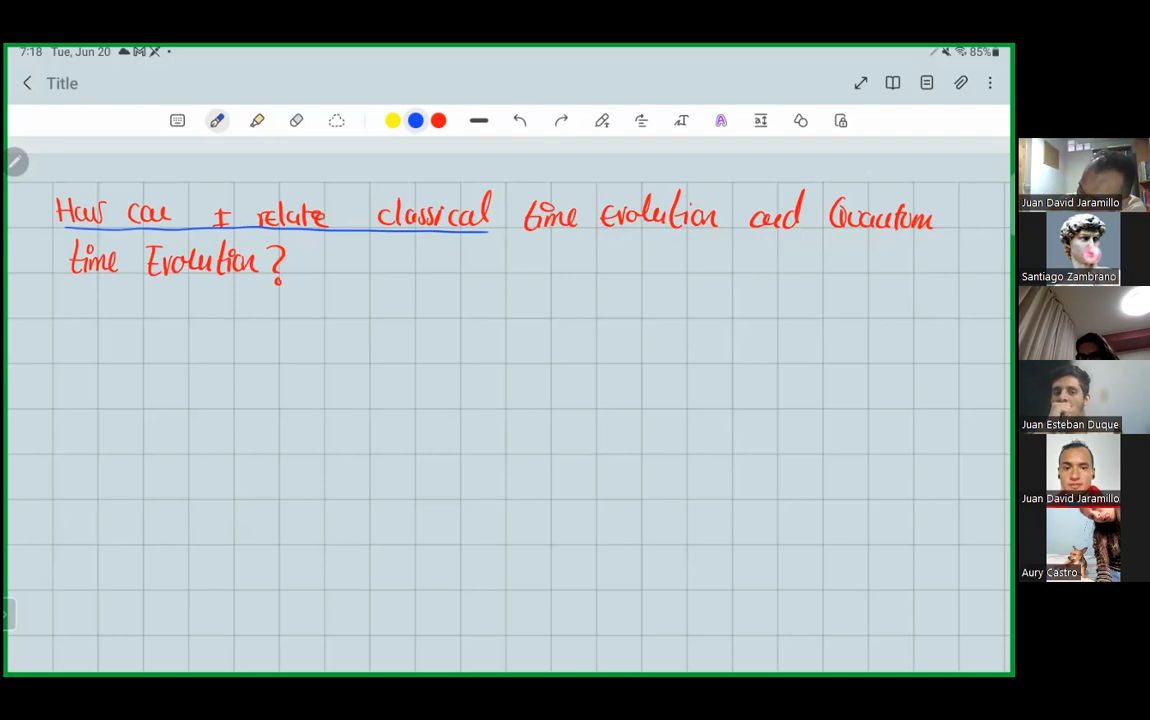 7:18 Tue, Jun 20
85%
Title
How can I relate classical time Evolution and Quantum
time Evolution?
Juan David Jaramillo
Santiago Zambrano
Juan Esteban Duque
Juan David Jaramillo
Aury Castro